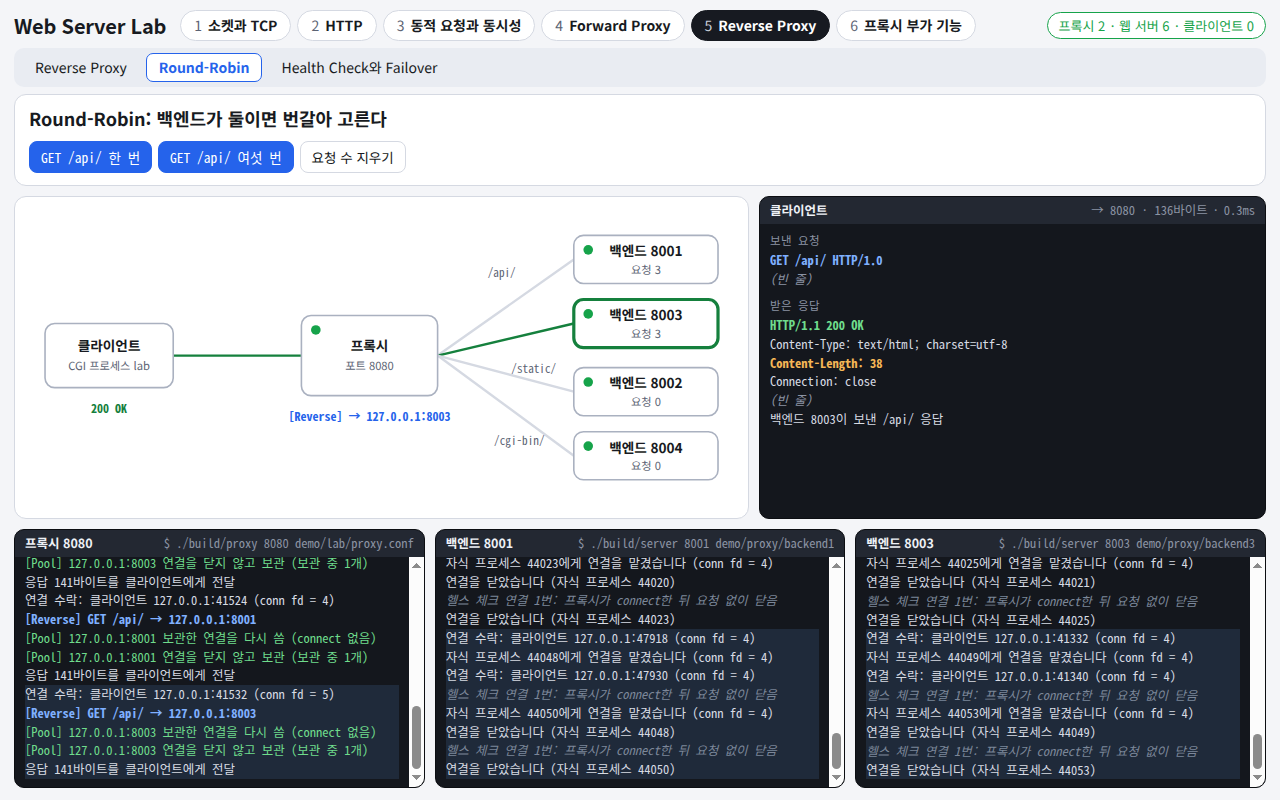 Web Server Lab
1 소켓과 TCP
2 HTTP
3 동적 요청과 동시성
4 Forward Proxy
5 Reverse Proxy
6 프록시 부가 기능
프록시 2 · 웹 서버 6 · 클라이언트 0
Reverse Proxy
Round-Robin
Health Check와 Failover
Round-Robin: 백엔드가 둘이면 번갈아 고른다
GET /api/ 한 번
GET /api/ 여섯 번
요청 수 지우기
클라이언트
CGI 프로세스 lab
200 OK
프록시
포트 8080
[Reverse] → 127.0.0.1:8003
/api/
/static/
/cgi-bin/
백엔드 8001
요청 3
백엔드 8003
요청 3
백엔드 8002
요청 0
백엔드 8004
요청 0
클라이언트
→ 8080 · 136바이트 · 0.3ms
보낸 요청
GET /api/ HTTP/1.0
(빈 줄)
받은 응답
HTTP/1.1 200 OK
Content-Type: text/html; charset=utf-8
Content-Length: 38
Connection: close
(빈 줄)
백엔드 8003이 보낸 /api/ 응답
프록시 8080
$ ./build/proxy 8080 demo/lab/proxy.conf
[Pool] 127.0.0.1:8003 연결을 닫지 않고 보관 (보관 중 1개)
응답 141바이트를 클라이언트에게 전달
연결 수락: 클라이언트 127.0.0.1:41524 (conn fd = 4)
[Reverse] GET /api/ → 127.0.0.1:8001
[Pool] 127.0.0.1:8001 보관한 연결을 다시 씀 (connect 없음)
[Pool] 127.0.0.1:8001 연결을 닫지 않고 보관 (보관 중 1개)
응답 141바이트를 클라이언트에게 전달
연결 수락: 클라이언트 127.0.0.1:41532 (conn fd = 5)
[Reverse] GET /api/ → 127.0.0.1:8003
[Pool] 127.0.0.1:8003 보관한 연결을 다시 씀 (connect 없음)
[Pool] 127.0.0.1:8003 연결을 닫지 않고 보관 (보관 중 1개)
응답 141바이트를 클라이언트에게 전달
백엔드 8001
$ ./build/server 8001 demo/proxy/backend1
자식 프로세스 44023에게 연결을 맡겼습니다 (conn fd = 4)
연결을 닫았습니다 (자식 프로세스 44020)
헬스 체크 연결 1번: 프록시가 connect한 뒤 요청 없이 닫음
연결을 닫았습니다 (자식 프로세스 44023)
연결 수락: 클라이언트 127.0.0.1:47918 (conn fd = 4)
자식 프로세스 44048에게 연결을 맡겼습니다 (conn fd = 4)
연결 수락: 클라이언트 127.0.0.1:47930 (conn fd = 4)
헬스 체크 연결 1번: 프록시가 connect한 뒤 요청 없이 닫음
자식 프로세스 44050에게 연결을 맡겼습니다 (conn fd = 4)
연결을 닫았습니다 (자식 프로세스 44048)
헬스 체크 연결 1번: 프록시가 connect한 뒤 요청 없이 닫음
연결을 닫았습니다 (자식 프로세스 44050)
백엔드 8003
$ ./build/server 8003 demo/proxy/backend3
자식 프로세스 44025에게 연결을 맡겼습니다 (conn fd = 4)
연결을 닫았습니다 (자식 프로세스 44021)
헬스 체크 연결 1번: 프록시가 connect한 뒤 요청 없이 닫음
연결을 닫았습니다 (자식 프로세스 44025)
연결 수락: 클라이언트 127.0.0.1:41332 (conn fd = 4)
자식 프로세스 44049에게 연결을 맡겼습니다 (conn fd = 4)
연결 수락: 클라이언트 127.0.0.1:41340 (conn fd = 4)
헬스 체크 연결 1번: 프록시가 connect한 뒤 요청 없이 닫음
자식 프로세스 44053에게 연결을 맡겼습니다 (conn fd = 4)
연결을 닫았습니다 (자식 프로세스 44049)
헬스 체크 연결 1번: 프록시가 connect한 뒤 요청 없이 닫음
연결을 닫았습니다 (자식 프로세스 44053)